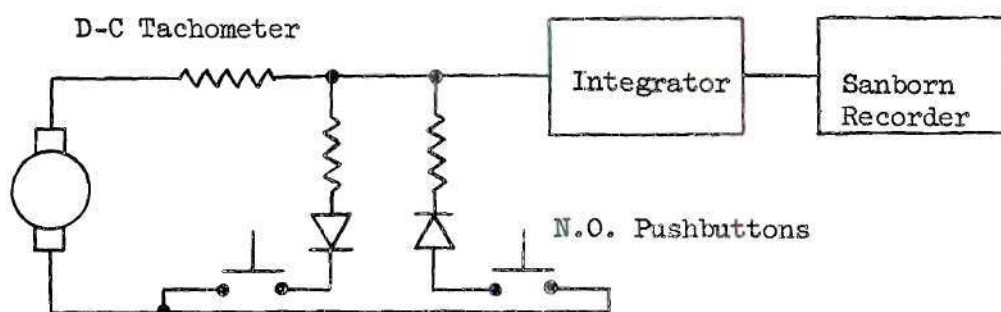 D-C Tachometer
Integrator
Sanborn
Recorder
N.O. Pushbuttons